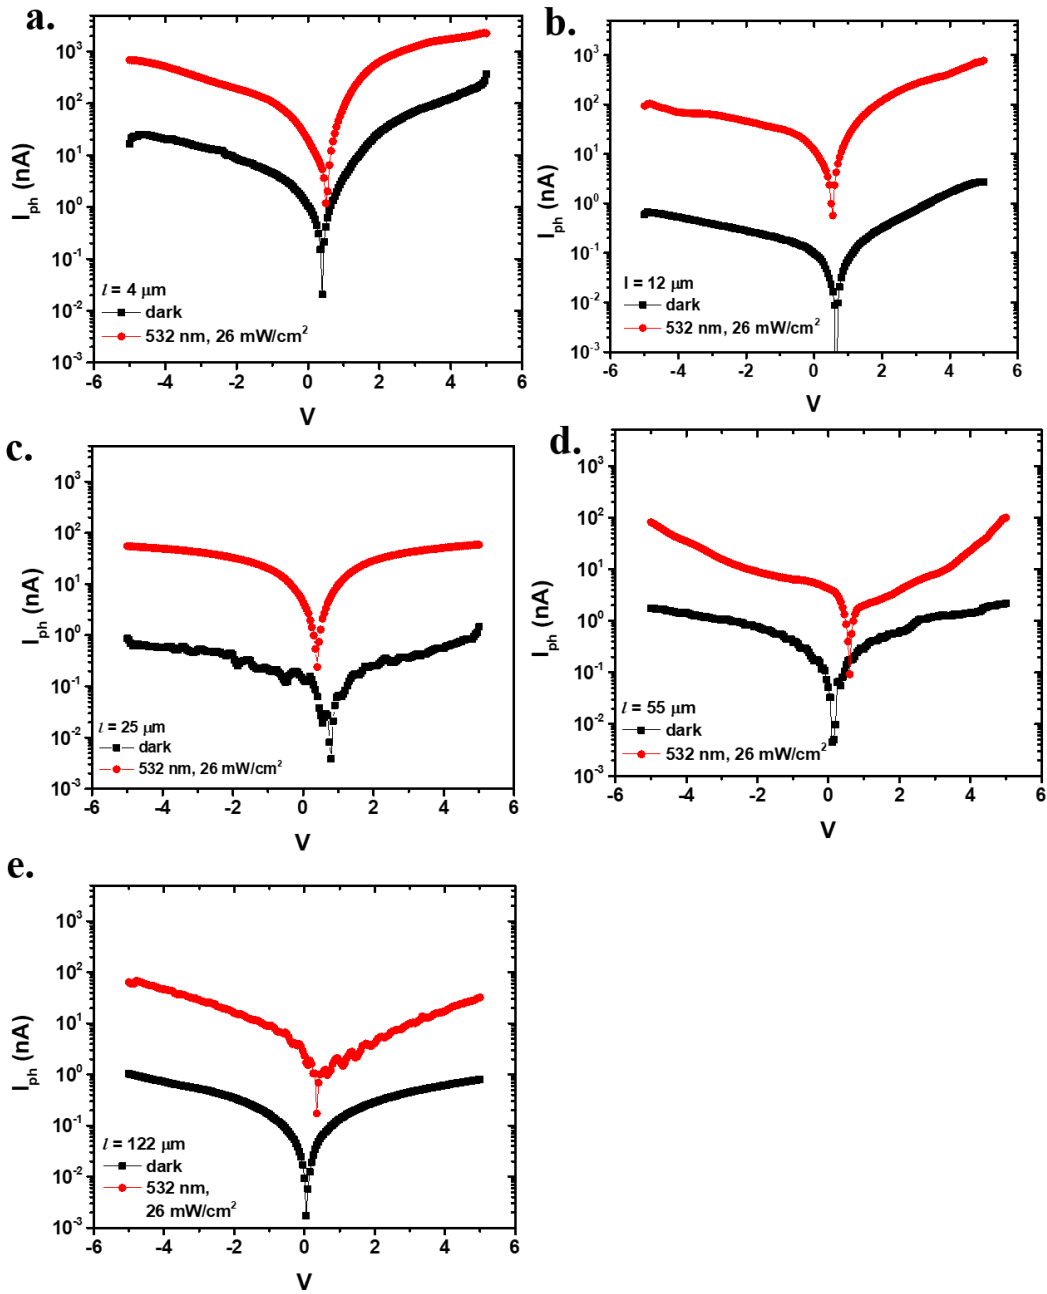 a.
10³
10²
10¹
10⁰
10⁻¹
10⁻²
10⁻³
I_ph (nA)
l = 4 μm
dark
532 nm, 26 mW/cm²
-6 -4 -2 0 2 4 6
V
b.
10³
10²
10¹
10⁰
10⁻¹
10⁻²
10⁻³
I_ph (nA)
l = 12 μm
dark
532 nm, 26 mW/cm²
-6 -4 -2 0 2 4 6
V
c.
10³
10²
10¹
10⁰
10⁻¹
10⁻²
10⁻³
I_ph (nA)
l = 25 μm
dark
532 nm, 26 mW/cm²
-6 -4 -2 0 2 4 6
V
d.
10³
10²
10¹
10⁰
10⁻¹
10⁻²
10⁻³
I_ph (nA)
l = 55 μm
dark
532 nm, 26 mW/cm²
-6 -4 -2 0 2 4 6
V
e.
10³
10²
10¹
10⁰
10⁻¹
10⁻²
10⁻³
I_ph (nA)
l = 122 μm
dark
532 nm,
26 mW/cm²
-6 -4 -2 0 2 4 6
V